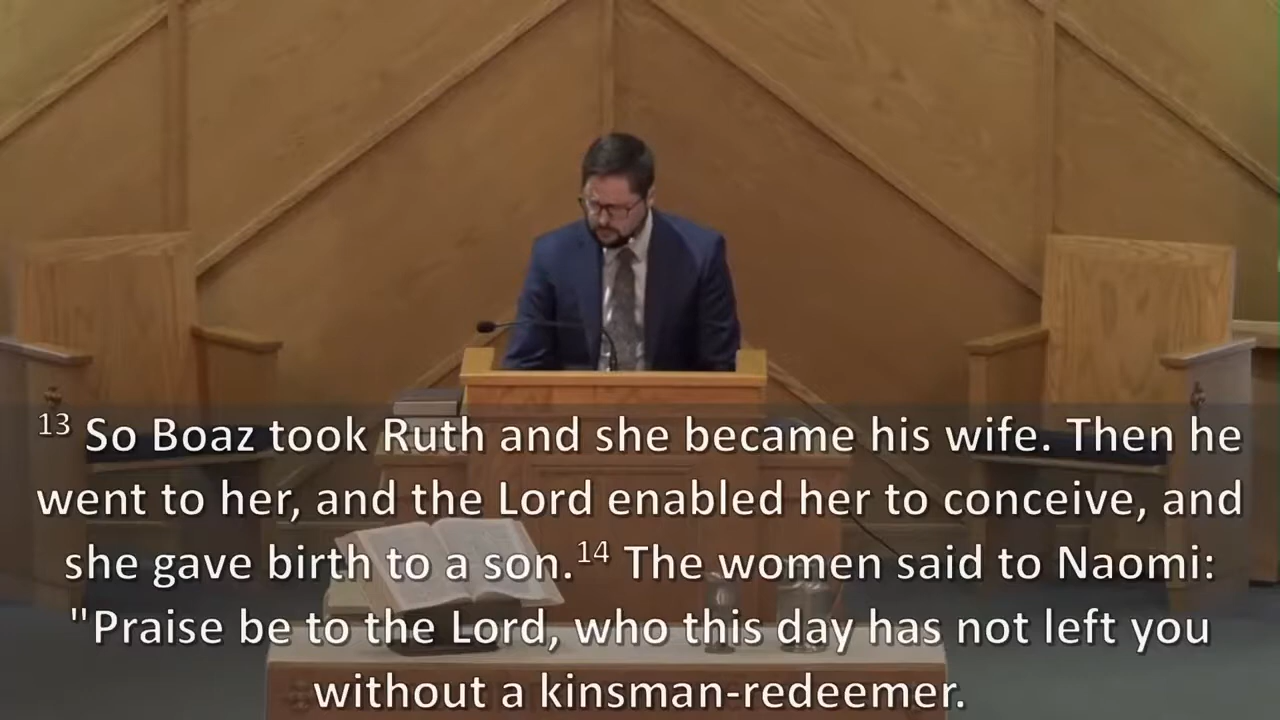 13 So Boaz took Ruth and she became his wife. Then he
went to her, and the Lord enabled her to conceive, and
she gave birth to a son.14 The women said to Naomi:
"Praise be to the Lord, who this day has not left you
without a kinsman-redeemer.